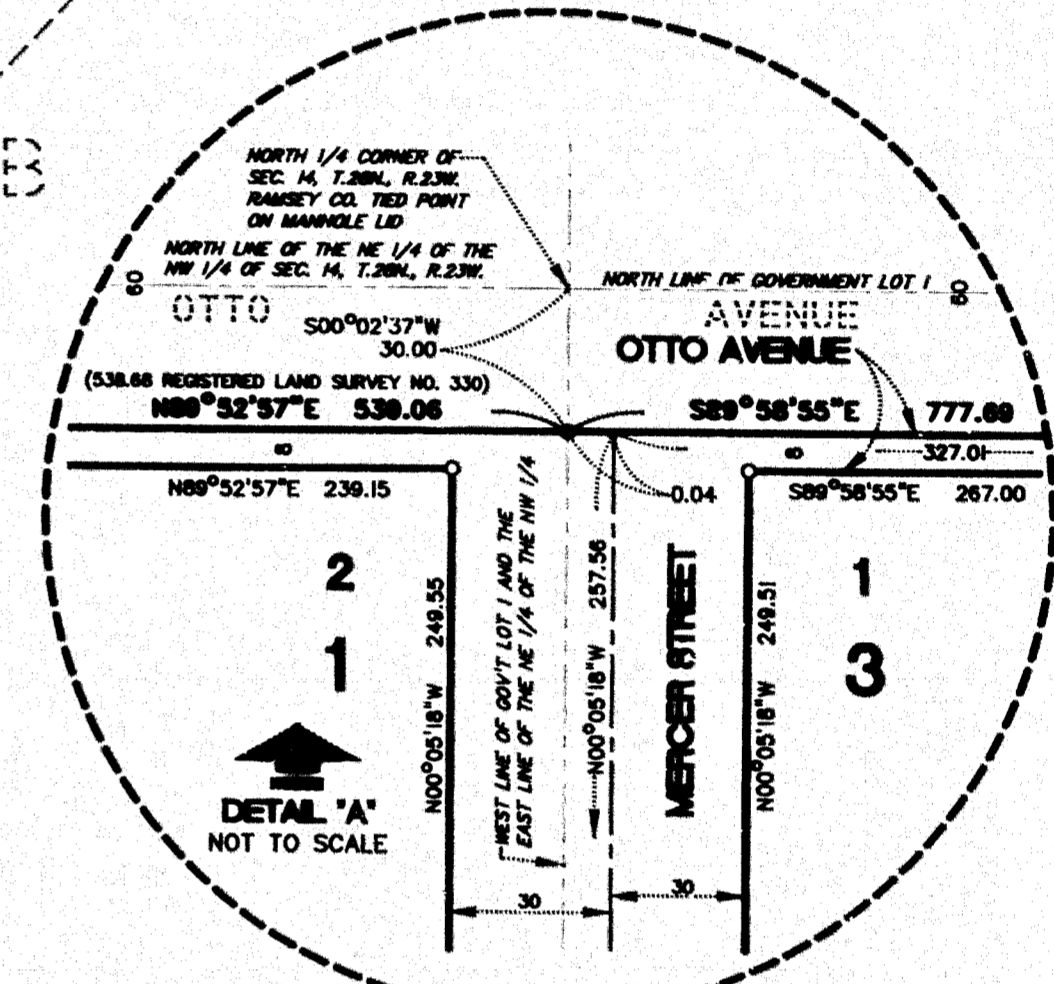 NORTH 1/4 CORNER OF
SEC. 14, T.28N., R.23W.
RAMSEY CO. TIED POINT
ON MANHOLE LID
NORTH LINE OF THE NE 1/4 OF THE
NW 1/4 OF SEC. 14, T.28N., R.23W.
NORTH LINE OF GOVERNMENT LOT 1
60
60
OTTO
AVENUE
S00°02'37"W
30.00
OTTO AVENUE
(538.68 REGISTERED LAND SURVEY NO. 330)
N89°52'57"E 539.06
S89°58'55"E 777.69
8
8
327.01
N89°52'57"E 239.15
0.04
S89°58'55"E 267.00
2
1
N00°05'18"W 249.55
WEST LINE OF GOV'T LOT 1 AND THE
EAST LINE OF THE NE 1/4 OF THE NW 1/4
N00°05'18"W 257.56
MERCER STREET
N00°05'18"W 249.51
1
3
DETAIL "A"
NOT TO SCALE
30
30